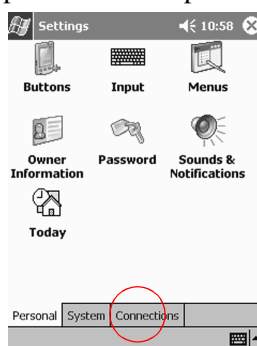 Settings 10:58
Buttons Input Menus
Owner Information Password Sounds & Notifications
Today
Personal System Connections